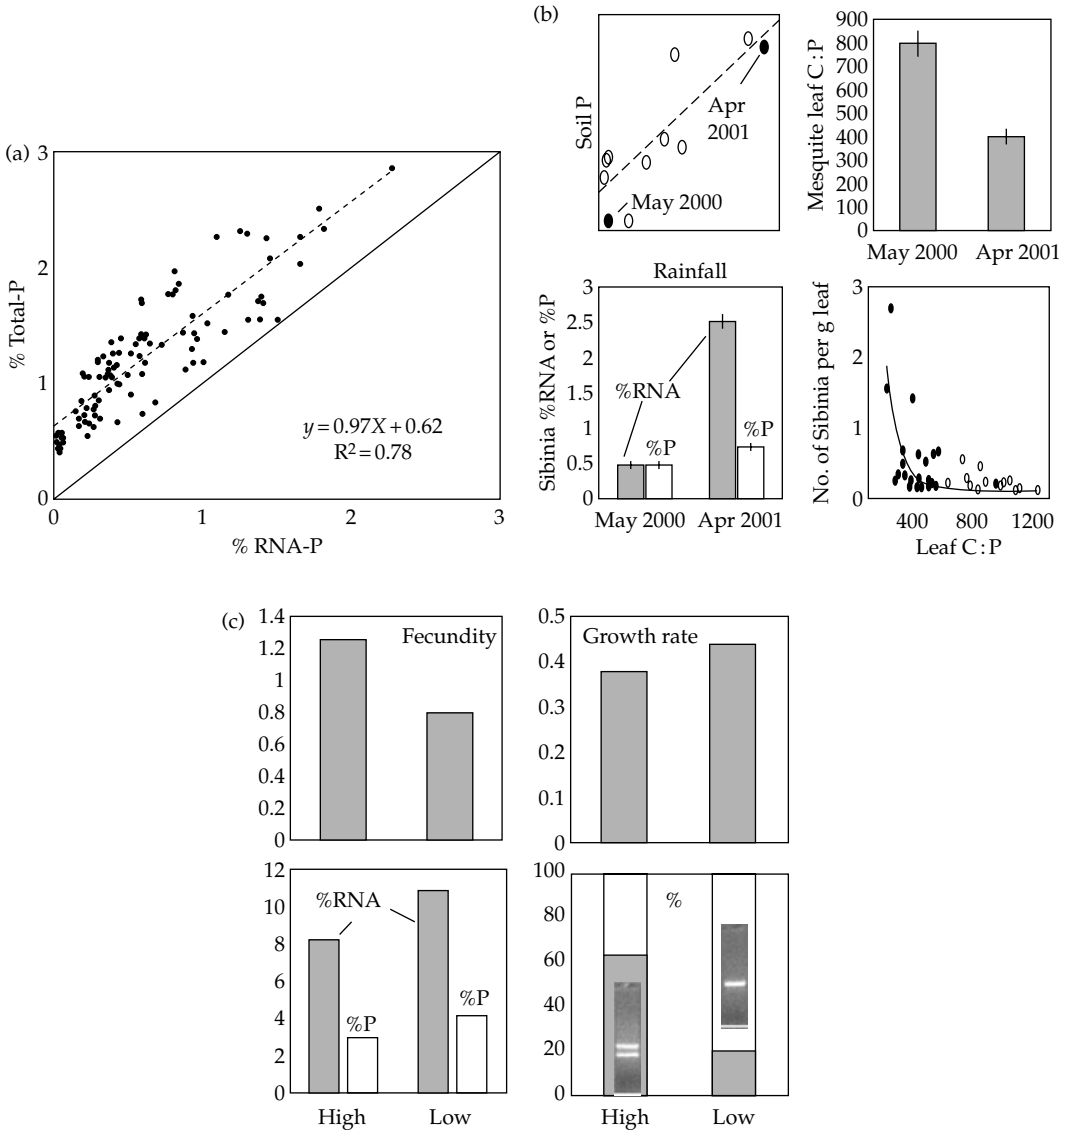 (a)
3
2
1
0
% Total-P
0
1
2
3
% RNA-P
y = 0.97X + 0.62
R² = 0.78
(b)
Soil P
Apr
2001
May 2000
Rainfall
Mesquite leaf C:P
900
800
700
600
500
400
300
200
100
0
May 2000
Apr 2001
Sibinia %RNA or %P
3
2.5
2
1.5
1
0.5
0
%RNA
%P
%P
May 2000
Apr 2001
No. of Sibinia per g leaf
3
2
1
0
400
800
1200
Leaf C:P
(c)
1.4
1.2
1
0.8
0.6
0.4
0.2
0
Fecundity
0.5
0.4
0.3
0.2
0.1
0
Growth rate
12
10
8
6
4
2
0
%RNA
%P
%P
High
Low
100
80
60
40
20
0
%
High
Low